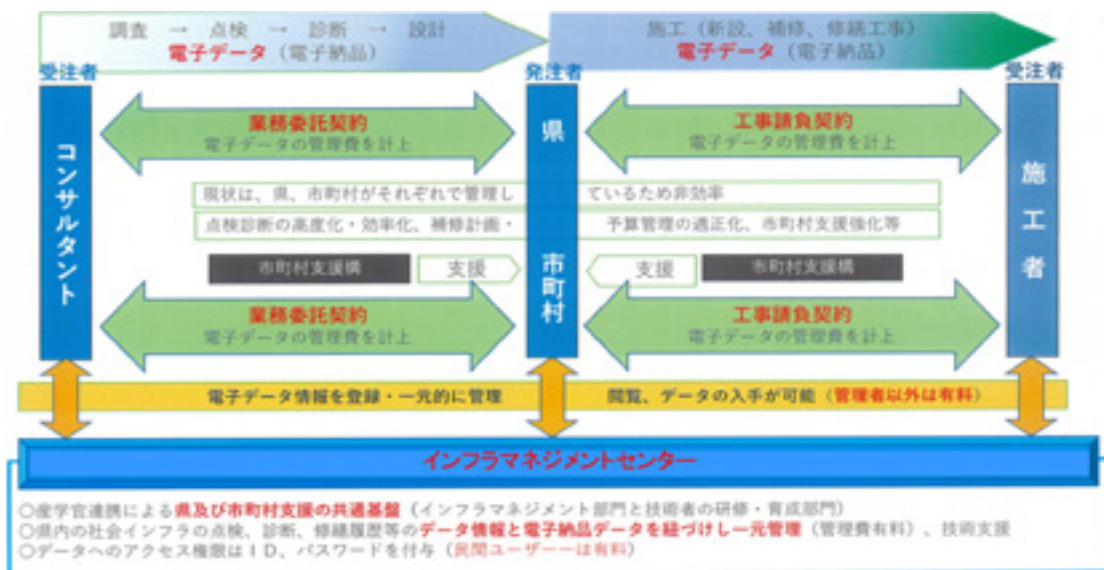 調査 → 点検 → 診断 → 設計
電子データ（電子納品）
施工（新設、補修、修繕工事）
電子データ（電子納品）
受注者
発注者
受注者
コンサルタント
県 市町村
施工者
業務委託契約
電子データの管理費を計上
工事請負契約
電子データの管理費を計上
現状は、県、市町村がそれぞれで管理し ているため非効率
点検診断の高度化・効率化、補修計画・ 予算管理の適正化、市町村支援強化等
市町村支援構
支援
支援
市町村支援構
業務委託契約
電子データの管理費を計上
工事請負契約
電子データの管理費を計上
電子データ情報を登録・一元的に管理
閲覧、データの入手が可能（管理者以外は有料）
インフラマネジメントセンター
○産学官連携による県及び市町村支援の共通基盤（インフラマネジメント部門と技術者の研修・育成部門）
○県内の社会インフラの点検、診断、修繕履歴等のデータ情報と電子納品データを紐づけし一元管理（管理費有料）、技術支援
○データへのアクセス権限はＩＤ、パスワードを付与（民間ユーザーーは有料）